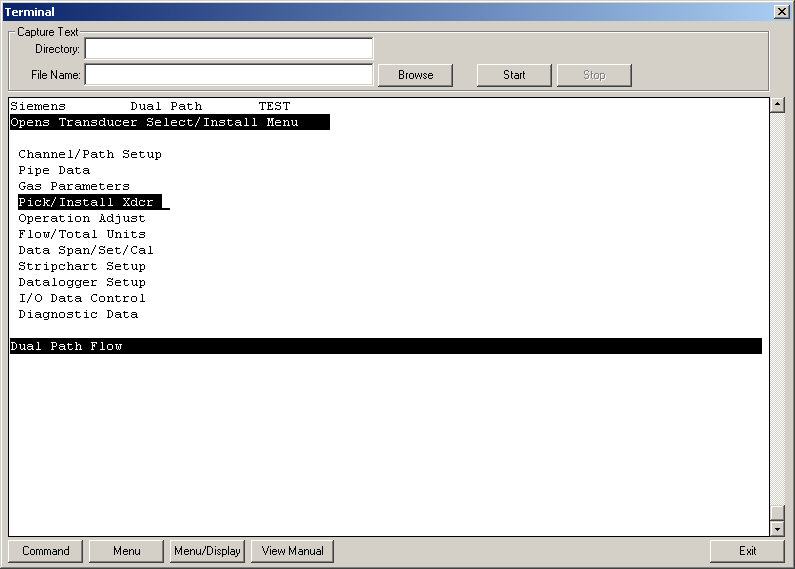 Terminal
Capture Text
Directory:
File Name:
Browse
Start
Stop
Siemens Dual Path TEST
Opens Transducer Select/Install Menu
Channel/Path Setup
Pipe Data
Gas Parameters
Pick/Install Xdcr _
Operation Adjust
Flow/Total Units
Data Span/Set/Cal
Stripchart Setup
Datalogger Setup
I/O Data Control
Diagnostic Data
Dual Path Flow
Command
Menu
Menu/Display
View Manual
Exit